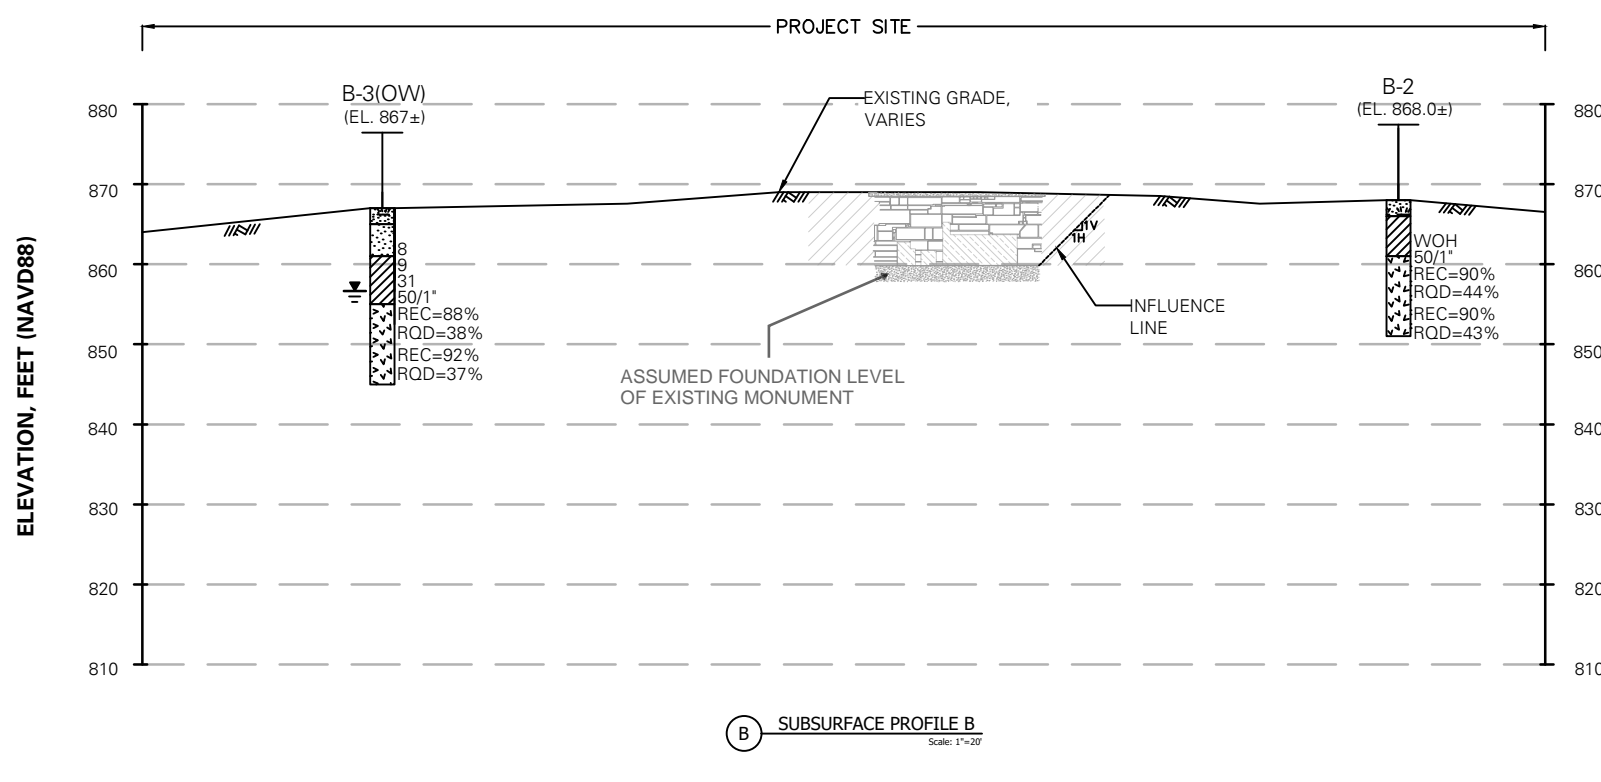 PROJECT SITE
B-3(OW)
(EL. 867±)
EXISTING GRADE,
VARIES
B-2
(EL. 868.0±)
880
880
870
870
860
860
850
850
840
840
830
830
820
820
810
810
ELEVATION, FEET (NAVD88)
8
9
31
50/1"
REC=88%
RQD=38%
REC=92%
RQD=37%
1V
1H
INFLUENCE
LINE
ASSUMED FOUNDATION LEVEL
OF EXISTING MONUMENT
WOH
50/1"
REC=90%
RQD=44%
REC=90%
RQD=43%
B
SUBSURFACE PROFILE B
Scale: 1"=20'